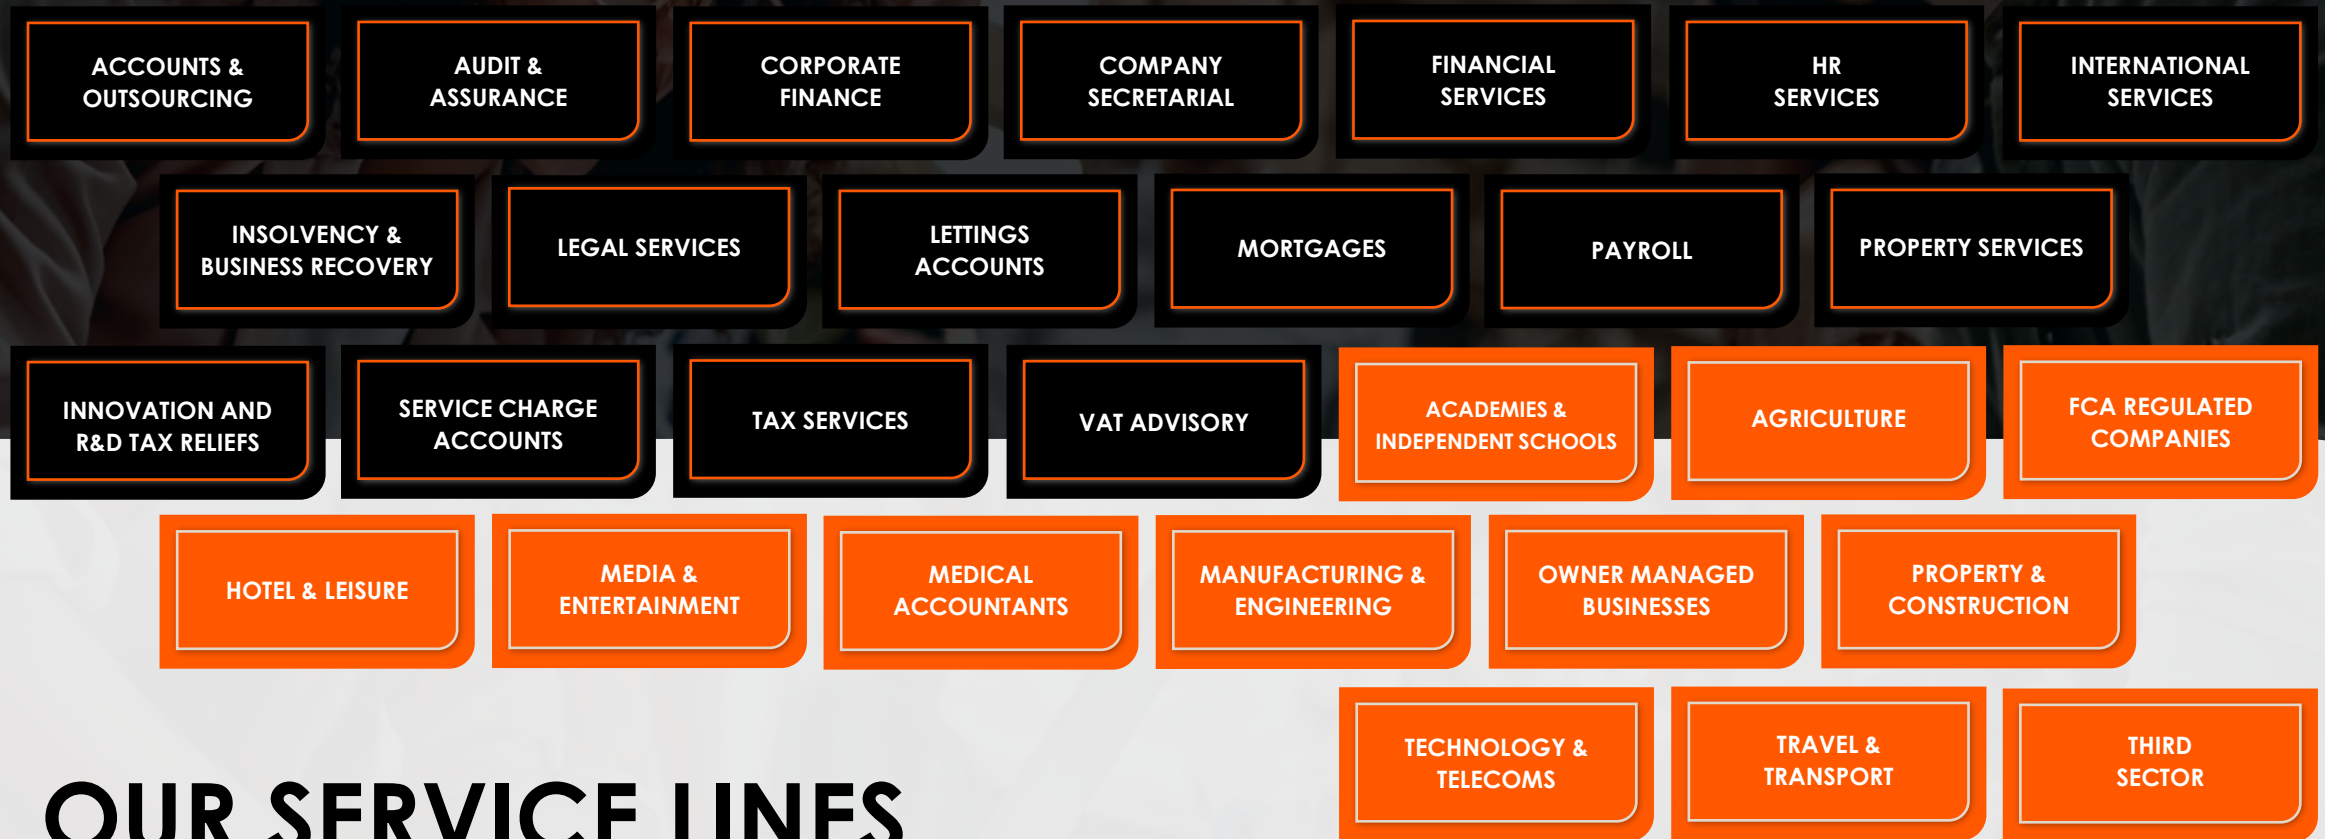 ACCOUNTS &
OUTSOURCING
AUDIT &
ASSURANCE
CORPORATE
FINANCE
COMPANY
SECRETARIAL
FINANCIAL
SERVICES
HR
SERVICES
INTERNATIONAL
SERVICES
INSOLVENCY &
BUSINESS RECOVERY
LEGAL SERVICES
LETTINGS
ACCOUNTS
MORTGAGES
PAYROLL
PROPERTY SERVICES
INNOVATION AND
R&D TAX RELIEFS
SERVICE CHARGE
ACCOUNTS
TAX SERVICES
VAT ADVISORY
ACADEMIES &
INDEPENDENT SCHOOLS
AGRICULTURE
FCA REGULATED
COMPANIES
HOTEL & LEISURE
MEDIA &
ENTERTAINMENT
MEDICAL
ACCOUNTANTS
MANUFACTURING &
ENGINEERING
OWNER MANAGED
BUSINESSES
PROPERTY &
CONSTRUCTION
TECHNOLOGY &
TELECOMS
TRAVEL &
TRANSPORT
THIRD
SECTOR
OUR SERVICE LINES